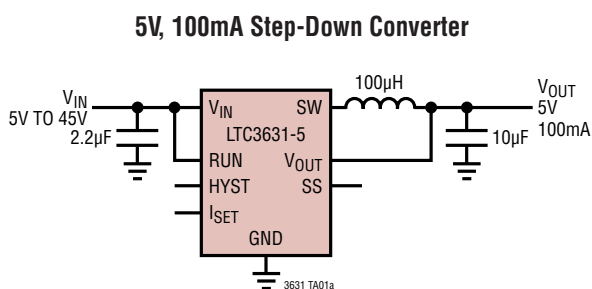 5V, 100mA Step-Down Converter
100µH
VIN
5V TO 45V
2.2µF
VIN
SW
LTC3631-5
RUN
VOUT
HYST
SS
ISET
GND
VOUT
5V
100mA
10µF
3631 TA01a